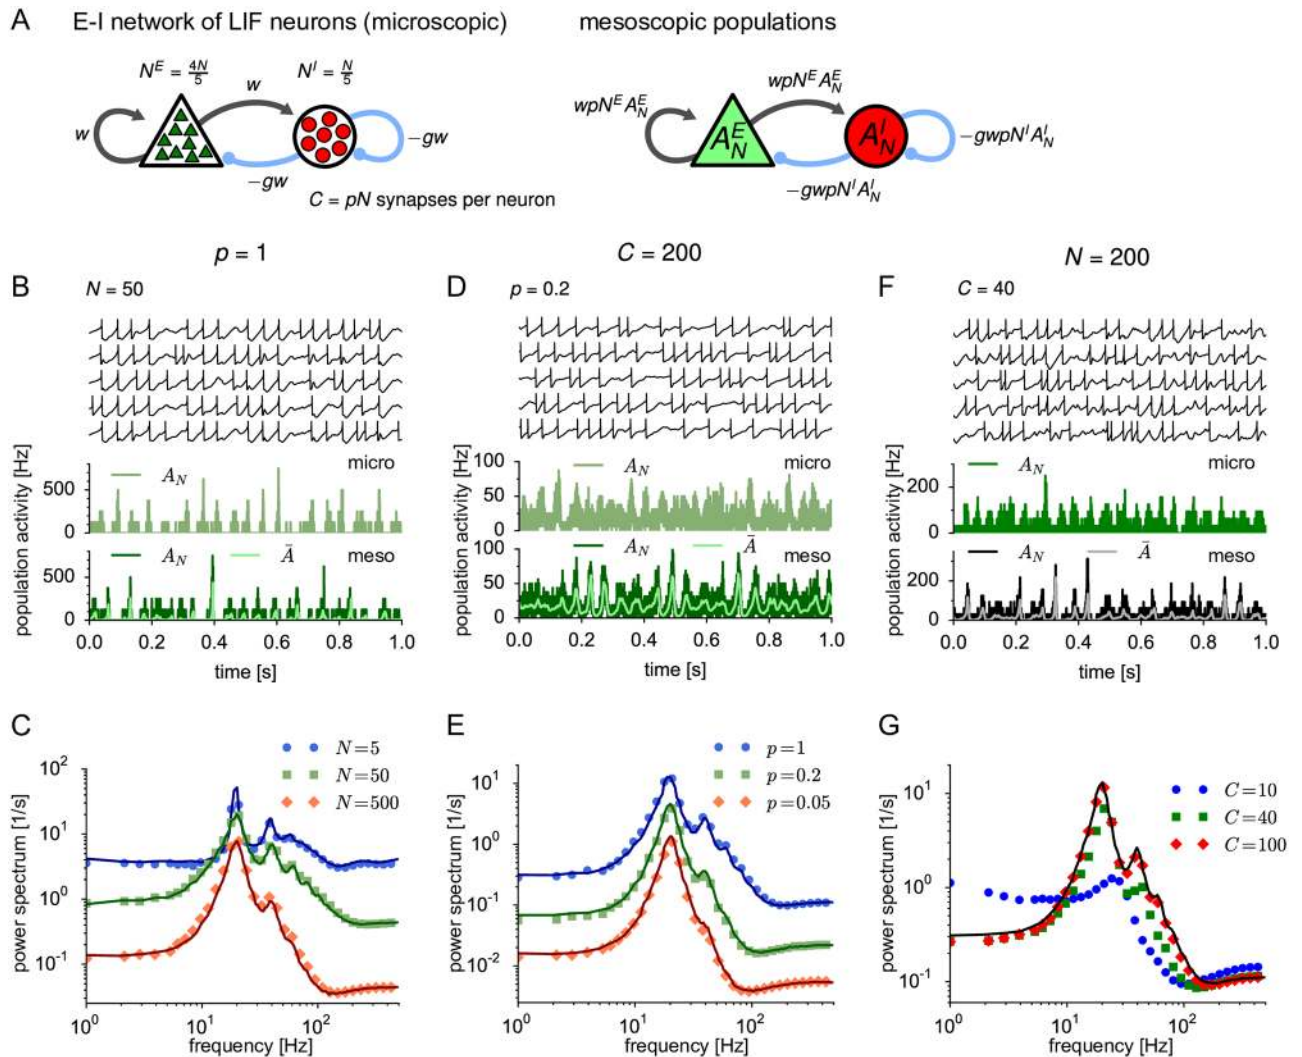 A E-I network of LIF neurons (microscopic) mesoscopic populations
N^E = 4N/5 N^I = N/5
w
w
-gw
-gw
C = pN synapses per neuron
wpN^E A_N^E
wpN^E A_N^E
A_N^E
A_N^I
-gwpN^I A_N^I
-gwpN^I A_N^I
p = 1
C = 200
N = 200
B N = 50
D p = 0.2
F C = 40
population activity [Hz]
500
0
A_N
micro
500
0
A_N Ā
meso
0.0 0.2 0.4 0.6 0.8 1.0
time [s]
population activity [Hz]
100
50
0
A_N
micro
100
50
0
A_N Ā
meso
0.0 0.2 0.4 0.6 0.8 1.0
time [s]
population activity [Hz]
200
0
A_N
micro
200
0
A_N Ā
meso
0.0 0.2 0.4 0.6 0.8 1.0
time [s]
C
power spectrum [1/s]
10^2
10^1
10^0
10^-1
N=5
N=50
N=500
10^0 10^1 10^2
frequency [Hz]
E
power spectrum [1/s]
10^1
10^0
10^-1
10^-2
p=1
p=0.2
p=0.05
10^0 10^1 10^2
frequency [Hz]
G
power spectrum [1/s]
10^1
10^0
10^-1
C=10
C=40
C=100
10^0 10^1 10^2
frequency [Hz]